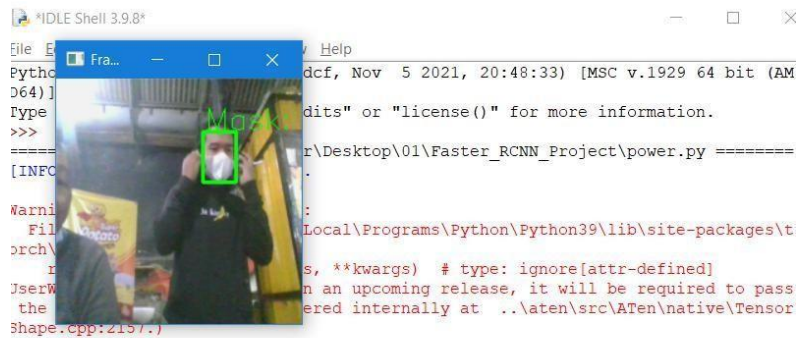 *IDLE Shell 3.9.8*
File E Help
Fra...
Pytho dcf, Nov 5 2021, 20:48:33) [MSC v.1929 64 bit (AM
D64)]
Type dits" or "license()" for more information.
>>>
===== r\Desktop\01\Faster_RCNN_Project\power.py ========
[INFO .
Mask
Potato
Warni :
Fil Local\Programs\Python\Python39\lib\site-packages\t
orch\
r s, **kwargs) # type: ignore[attr-defined]
UserW n an upcoming release, it will be required to pass
the ered internally at ..\aten\src\ATen\native\Tensor
Shape.cpp:2157.)